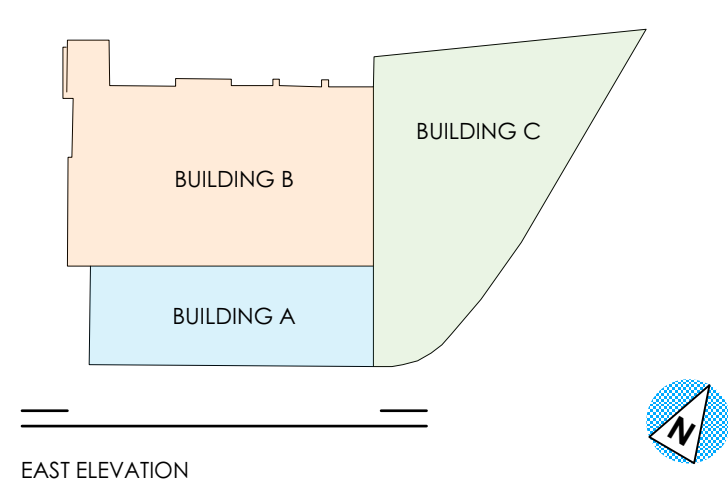 BUILDING C
BUILDING B
BUILDING A
N
EAST ELEVATION